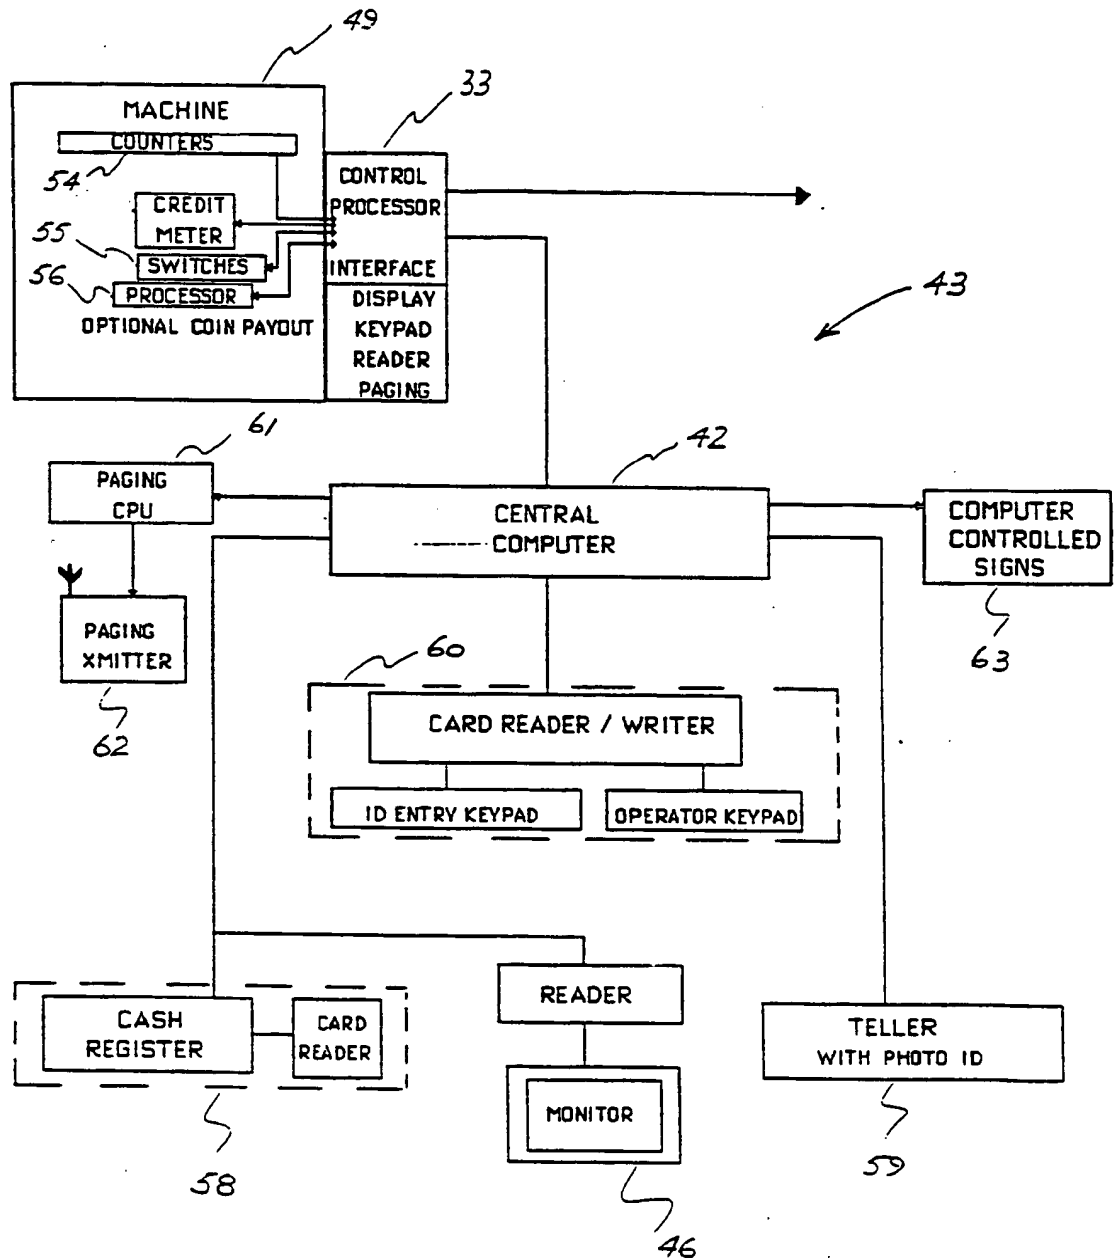 49
MACHINE
COUNTERS
54
CREDIT
METER
55
SWITCHES
56
PROCESSOR
OPTIONAL COIN PAYOUT
33
CONTROL
PROCESSOR
INTERFACE
DISPLAY
KEYPAD
READER
PAGING
43
61
PAGING
CPU
42
CENTRAL
COMPUTER
COMPUTER
CONTROLLED
SIGNS
63
PAGING
XMITTER
62
60
CARD READER / WRITER
ID ENTRY KEYPAD
OPERATOR KEYPAD
CASH
REGISTER
CARD
READER
58
READER
MONITOR
46
TELLER
WITH PHOTO ID
59